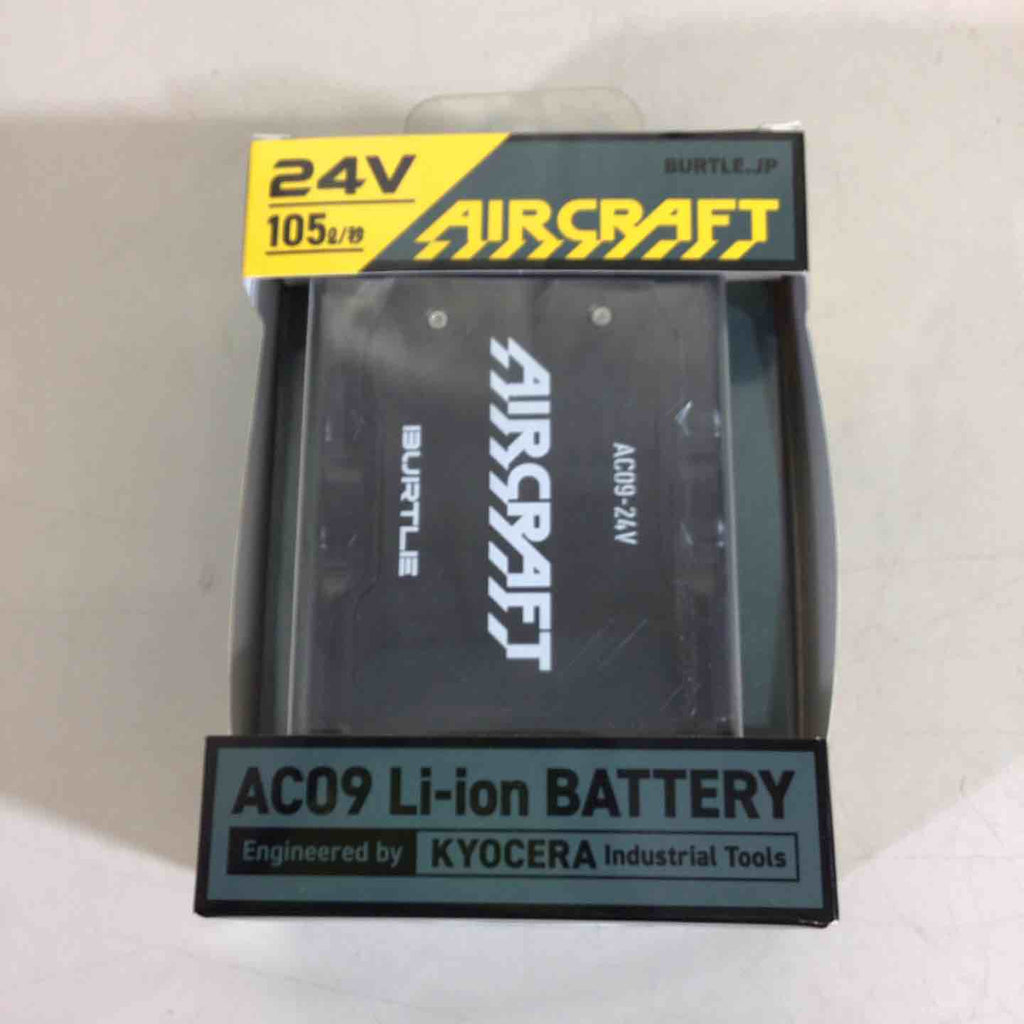 24V
105ℓ/秒
BURTLE.JP
AIRCRAFT
AIRCRAFT
AC09-24V
BURTLE
AC09 Li-ion BATTERY
Engineered by KYOCERA Industrial Tools